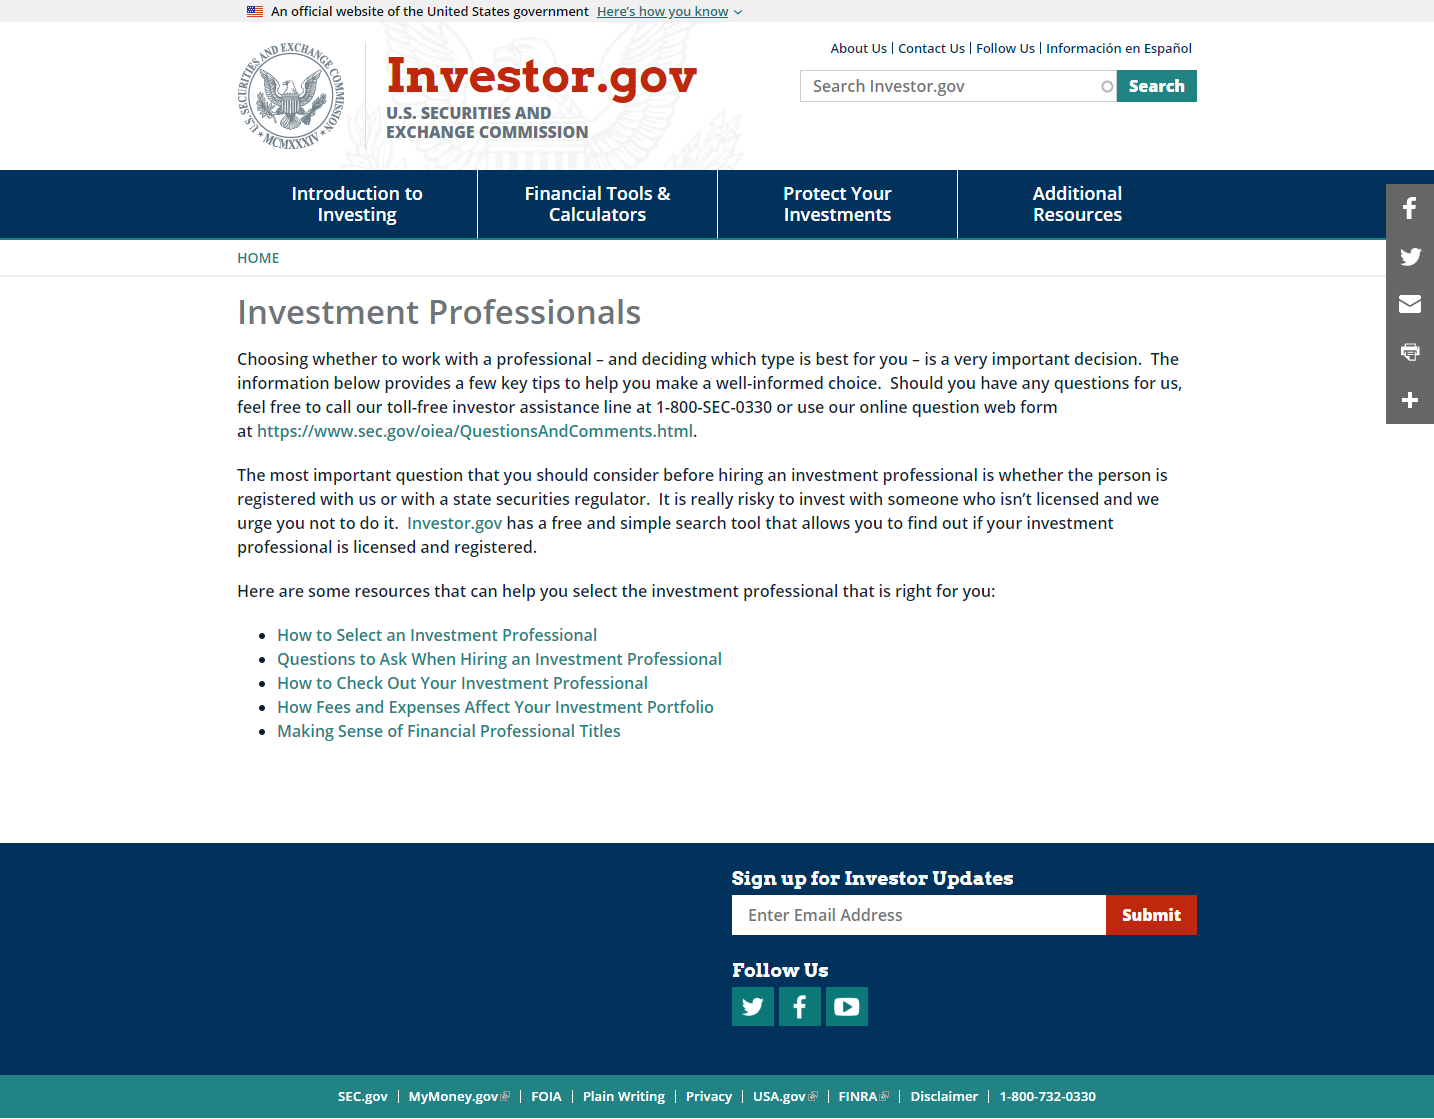 An official website of the United States government Here's how you know
U.S. SECURITIES AND EXCHANGE COMMISSION
MCMXXXIV
Investor.gov
U.S. SECURITIES AND
EXCHANGE COMMISSION
About Us | Contact Us | Follow Us | Información en Español
Search Investor.gov
Search
Introduction to
Investing
Financial Tools &
Calculators
Protect Your
Investments
Additional
Resources
HOME
Investment Professionals
Choosing whether to work with a professional – and deciding which type is best for you – is a very important decision.  The
information below provides a few key tips to help you make a well-informed choice.  Should you have any questions for us,
feel free to call our toll-free investor assistance line at 1-800-SEC-0330 or use our online question web form
at https://www.sec.gov/oiea/QuestionsAndComments.html.
The most important question that you should consider before hiring an investment professional is whether the person is
registered with us or with a state securities regulator.  It is really risky to invest with someone who isn’t licensed and we
urge you not to do it.  Investor.gov has a free and simple search tool that allows you to find out if your investment
professional is licensed and registered.
Here are some resources that can help you select the investment professional that is right for you:
• How to Select an Investment Professional
• Questions to Ask When Hiring an Investment Professional
• How to Check Out Your Investment Professional
• How Fees and Expenses Affect Your Investment Portfolio
• Making Sense of Financial Professional Titles
Sign up for Investor Updates
Enter Email Address
Submit
Follow Us
SEC.gov | MyMoney.gov | FOIA | Plain Writing | Privacy | USA.gov | FINRA | Disclaimer | 1-800-732-0330